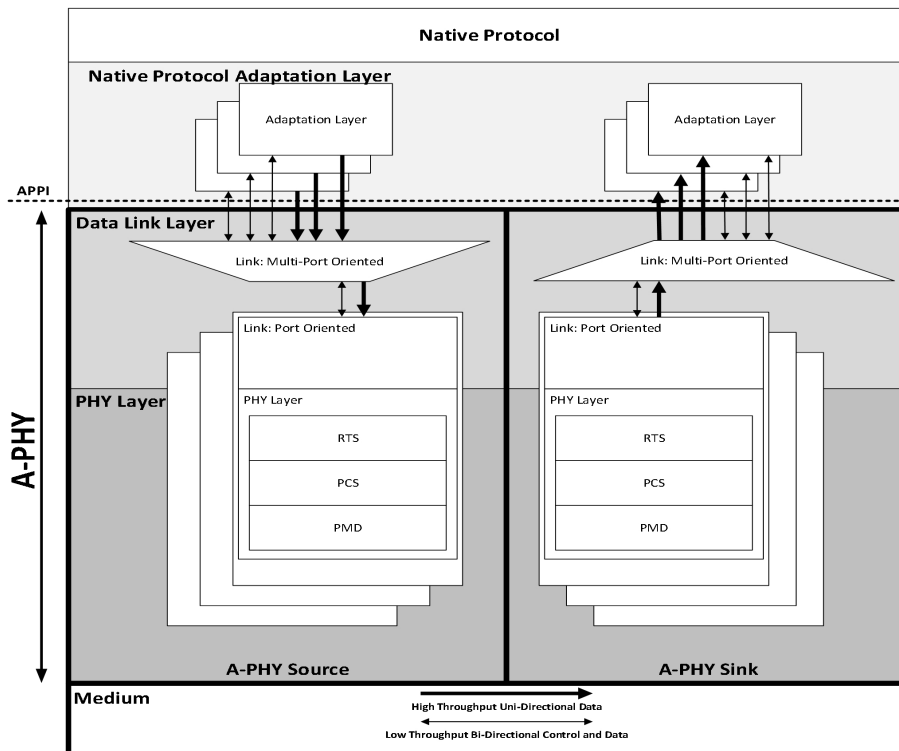 Native Protocol
Native Protocol Adaptation Layer
Adaptation Layer
Adaptation Layer
APPI
Data Link Layer
Link: Multi-Port Oriented
Link: Multi-Port Oriented
Link: Port Oriented
Link: Port Oriented
A-PHY
PHY Layer
PHY Layer
PHY Layer
RTS
RTS
PCS
PCS
PMD
PMD
A-PHY Source
A-PHY Sink
Medium
High Throughput Uni-Directional Data
Low Throughput Bi-Directional Control and Data